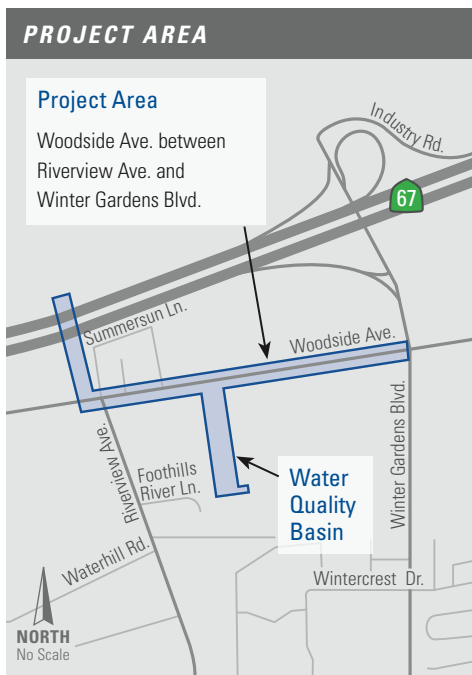 PROJECT AREA
Project Area
Woodside Ave. between
Riverview Ave. and
Winter Gardens Blvd.
Industry Rd.
67
Summersun Ln.
Woodside Ave.
Riverview Ave.
Foothills
River Ln.
Water
Quality
Basin
Winter Gardens Blvd.
Waterhill Rd.
Wintercrest Dr.
NORTH
No Scale